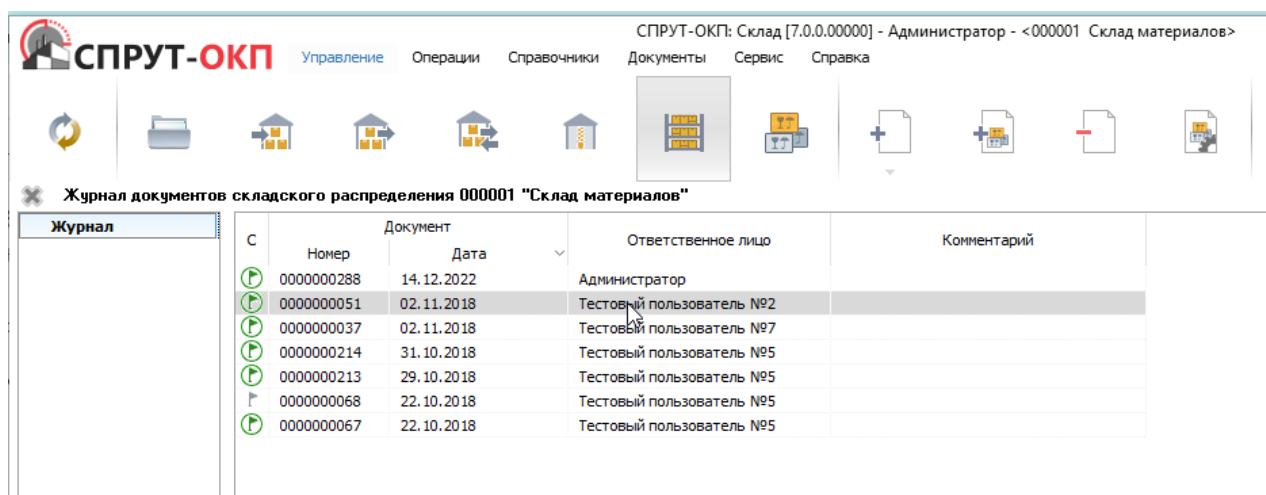 СПРУТ-ОКП: Склад [7.0.0.00000] - Администратор - <000001 Склад материалов>
СПРУТ-ОКП
Управление Операции Справочники Документы Сервис Справка
Журнал документов складского распределения 000001 "Склад материалов"
Журнал
С Документ Ответственное лицо Комментарий
Номер Дата
0000000288 14.12.2022 Администратор
0000000051 02.11.2018 Тестовый пользователь №2
0000000037 02.11.2018 Тестовый пользователь №7
0000000214 31.10.2018 Тестовый пользователь №5
0000000213 29.10.2018 Тестовый пользователь №5
0000000068 22.10.2018 Тестовый пользователь №5
0000000067 22.10.2018 Тестовый пользователь №5